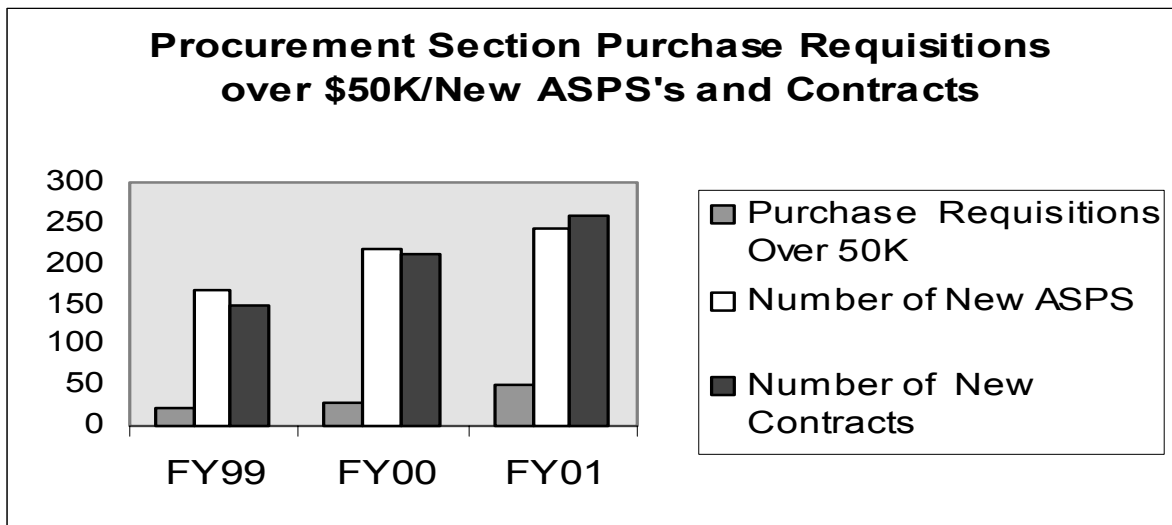 Procurement Section Purchase Requisitions
over $50K/New ASPS's and Contracts
300
250
200
150
100
50
0
FY99 FY00 FY01
Purchase Requisitions
Over 50K
Number of New ASPS
Number of New
Contracts